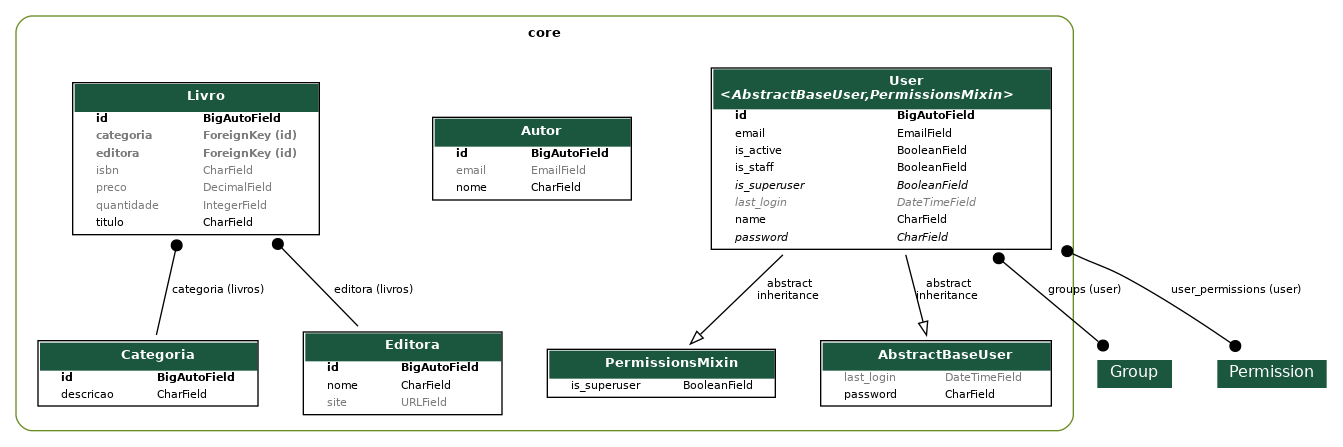 core
Livro
id BigAutoField
categoria ForeignKey (id)
editora ForeignKey (id)
isbn CharField
preco DecimalField
quantidade IntegerField
titulo CharField
Autor
id BigAutoField
email EmailField
nome CharField
User
<AbstractBaseUser,PermissionsMixin>
id BigAutoField
email EmailField
is_active BooleanField
is_staff BooleanField
is_superuser BooleanField
last_login DateTimeField
name CharField
password CharField
categoria (livros)
editora (livros)
abstract
inheritance
abstract
inheritance
groups (user)
user_permissions (user)
Categoria
id BigAutoField
descricao CharField
Editora
id BigAutoField
nome CharField
site URLField
PermissionsMixin
is_superuser BooleanField
AbstractBaseUser
last_login DateTimeField
password CharField
Group
Permission